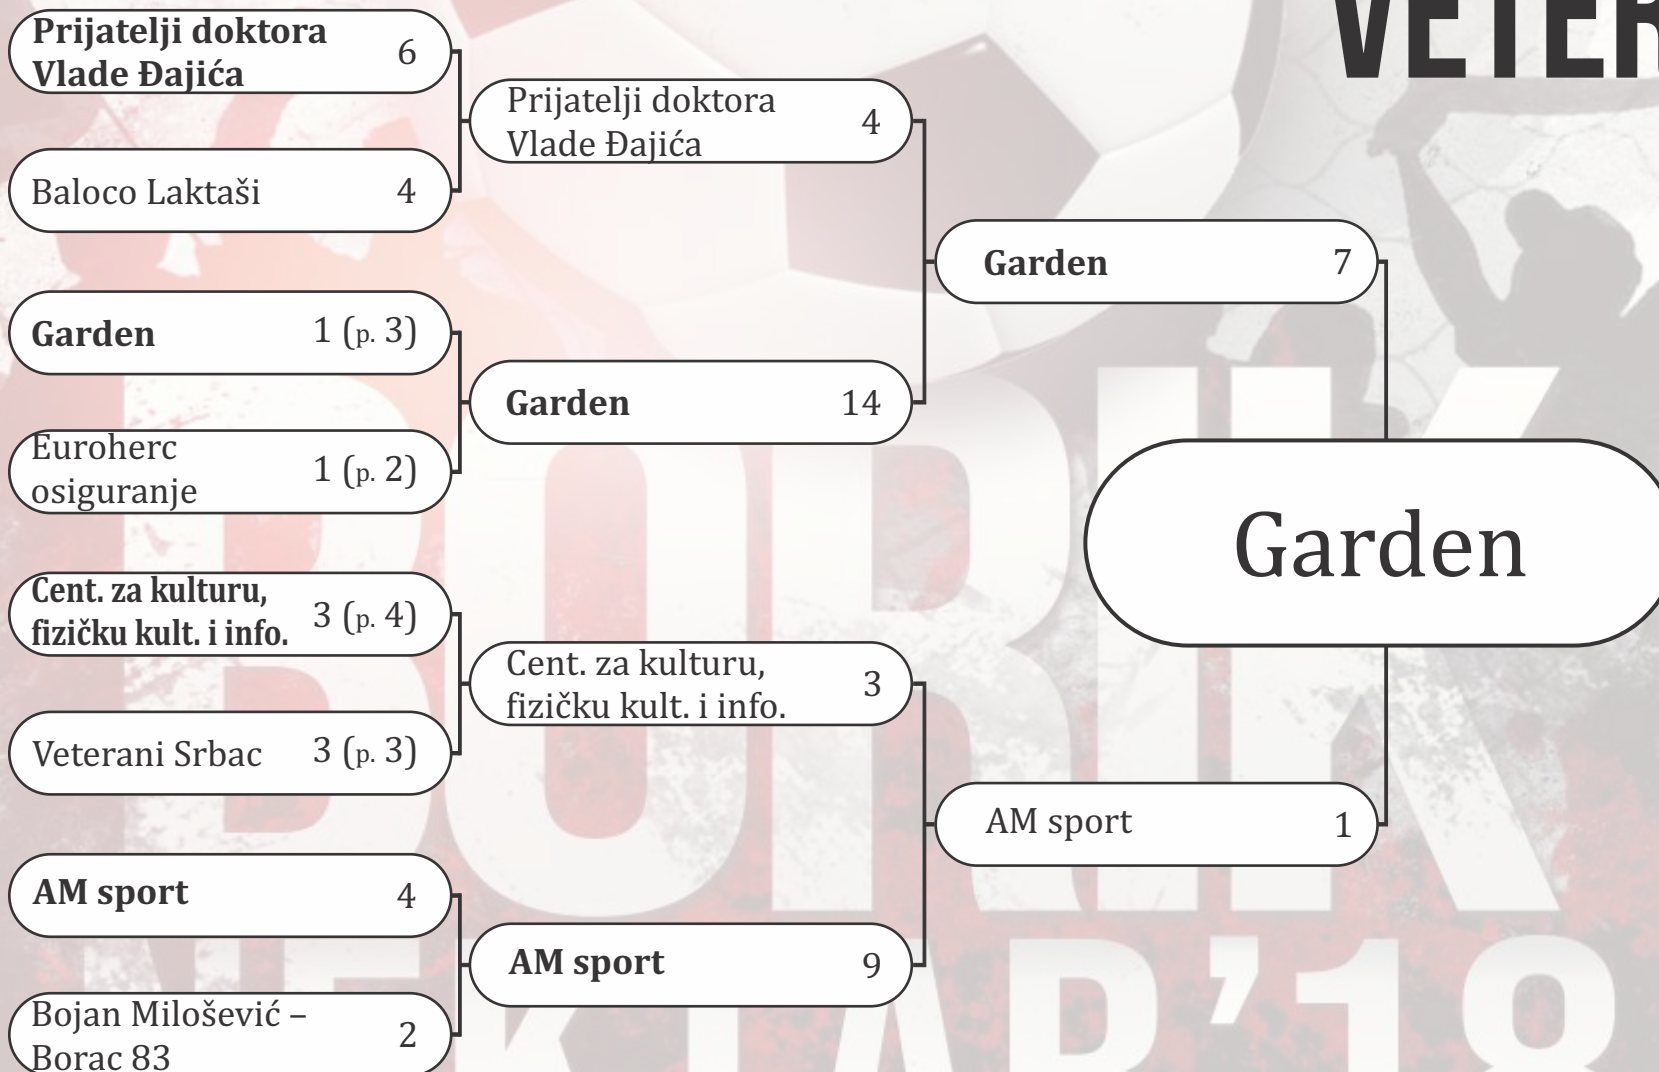 VETER
Prijatelji doktora
Vlade Đajića
6
Baloco Laktaši
4
Garden
1 (p. 3)
Euroherc
osiguranje
1 (p. 2)
Cent. za kulturu,
fizičku kult. i info.
3 (p. 4)
Veterani Srbac
3 (p. 3)
AM sport
4
Bojan Milošević –
Borac 83
2
Prijatelji doktora
Vlade Đajića
4
Garden
14
Cent. za kulturu,
fizičku kult. i info.
3
AM sport
9
Garden
7
AM sport
1
Garden
BORIK
NEKTAR’18